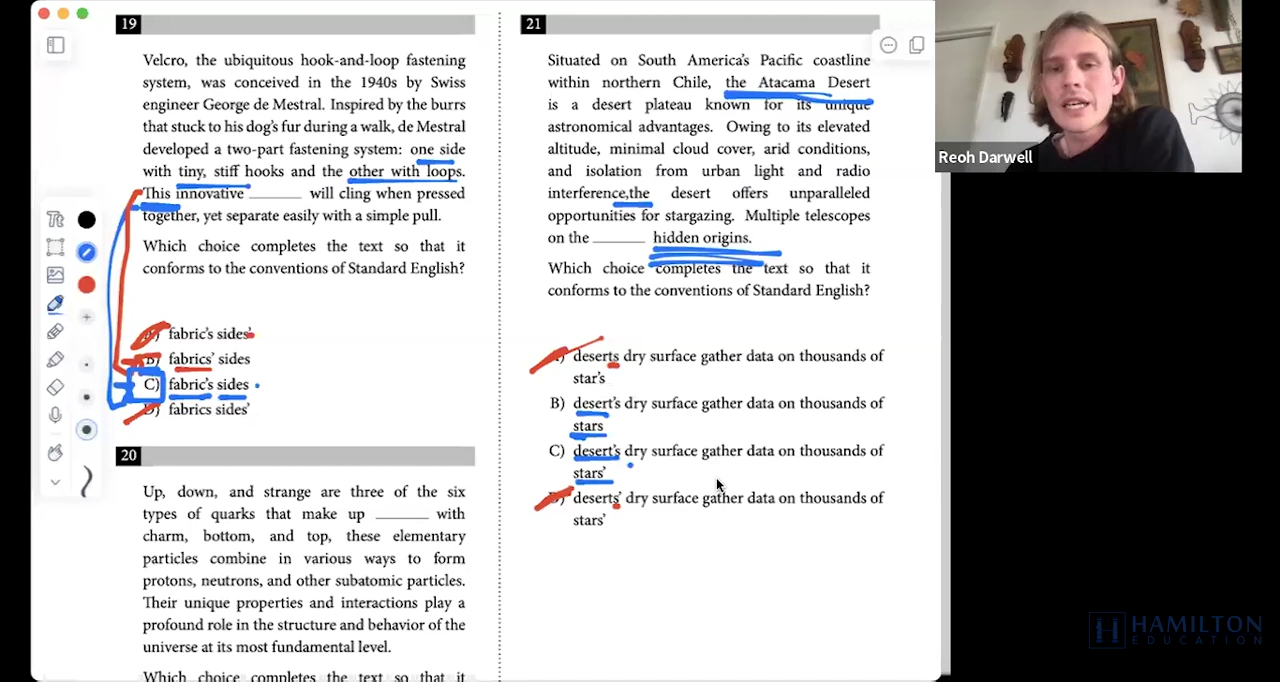 19
Velcro, the ubiquitous hook-and-loop fastening
system, was conceived in the 1940s by Swiss
engineer George de Mestral. Inspired by the burrs
that stuck to his dog's fur during a walk, de Mestral
developed a two-part fastening system: one side
with tiny, stiff hooks and the other with loops.
This innovative ______ will cling when pressed
together, yet separate easily with a simple pull.
Which choice completes the text so that it
conforms to the conventions of Standard English?
A) fabric's sides'
B) fabrics' sides
C) fabric's sides
D) fabrics sides'
20
Up, down, and strange are three of the six
types of quarks that make up ______ with
charm, bottom, and top, these elementary
particles combine in various ways to form
protons, neutrons, and other subatomic particles.
Their unique properties and interactions play a
profound role in the structure and behavior of the
universe at its most fundamental level.
Which choice completes the text so that it
21
Situated on South America's Pacific coastline
within northern Chile, the Atacama Desert
is a desert plateau known for its unique
astronomical advantages. Owing to its elevated
altitude, minimal cloud cover, arid conditions,
and isolation from urban light and radio
interference,the desert offers unparalleled
opportunities for stargazing. Multiple telescopes
on the ______ hidden origins.
Which choice completes the text so that it
conforms to the conventions of Standard English?
A) deserts dry surface gather data on thousands of
star's
B) desert's dry surface gather data on thousands of
stars
C) desert's dry surface gather data on thousands of
stars'
D) deserts' dry surface gather data on thousands of
stars'
Reoh Darwell
HAMILTON
EDUCATION
Tt